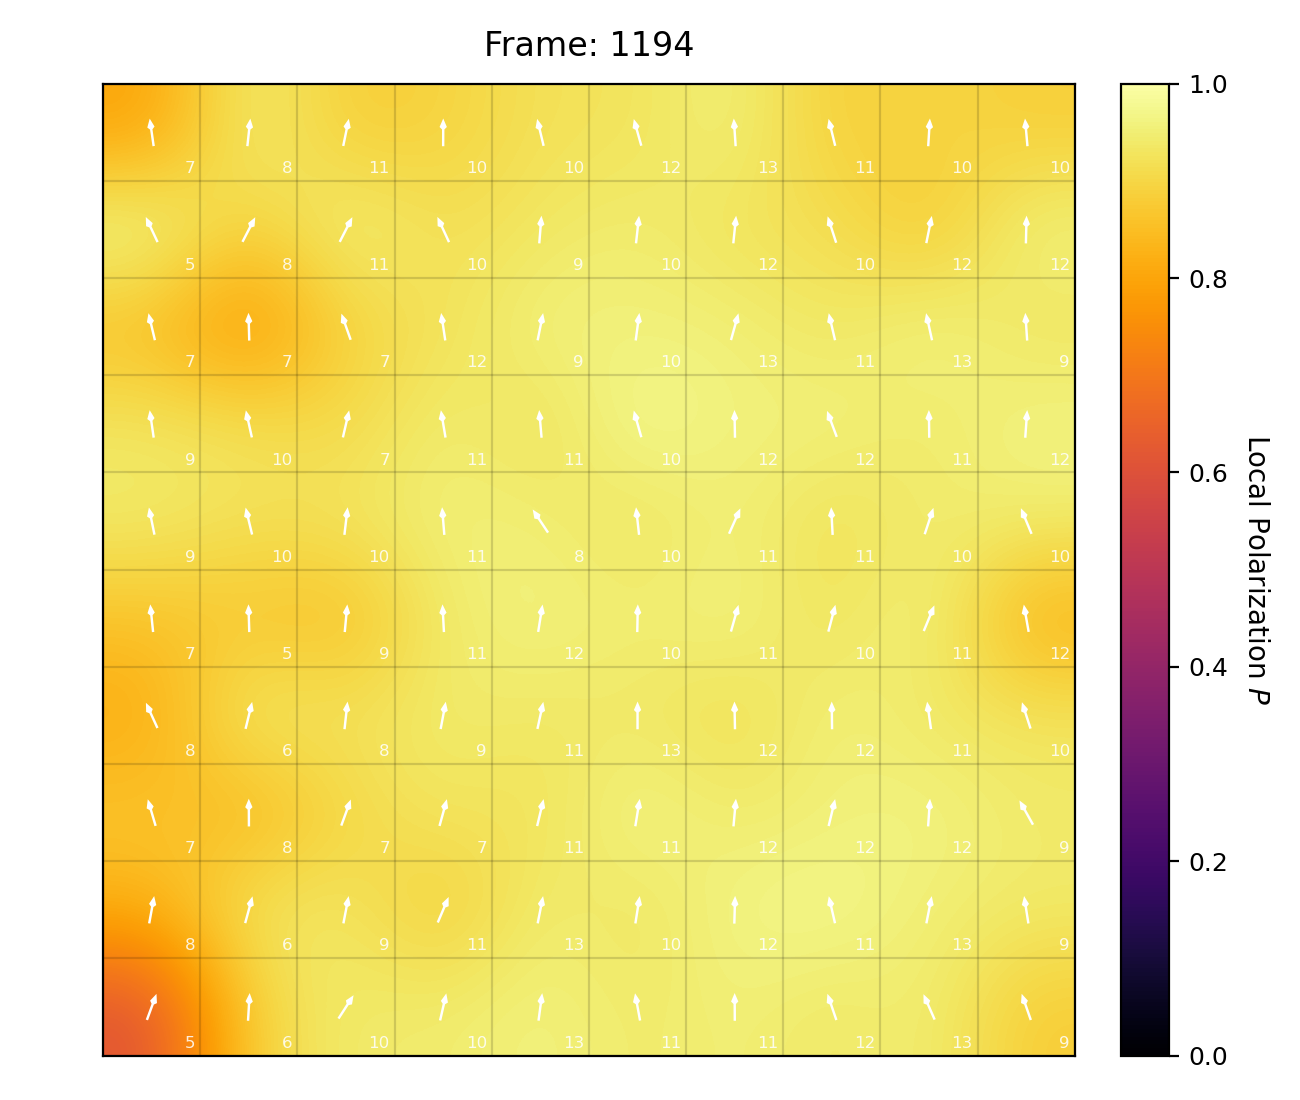 Frame: 1194
7 8 11 10 10 12 13 11 10 10
5 8 11 10 9 10 12 10 12 12
7 7 7 12 9 10 13 11 13 9
9 10 7 11 11 10 12 12 11 12
9 10 10 11 8 10 11 11 10 10
7 5 9 11 12 10 11 10 11 12
8 6 8 9 11 13 12 12 11 10
7 8 7 7 11 11 12 12 12 9
8 6 9 11 13 10 12 11 13 9
5 6 10 10 13 11 11 12 13 9
1.0
0.8
0.6
0.4
0.2
0.0
Local Polarization P